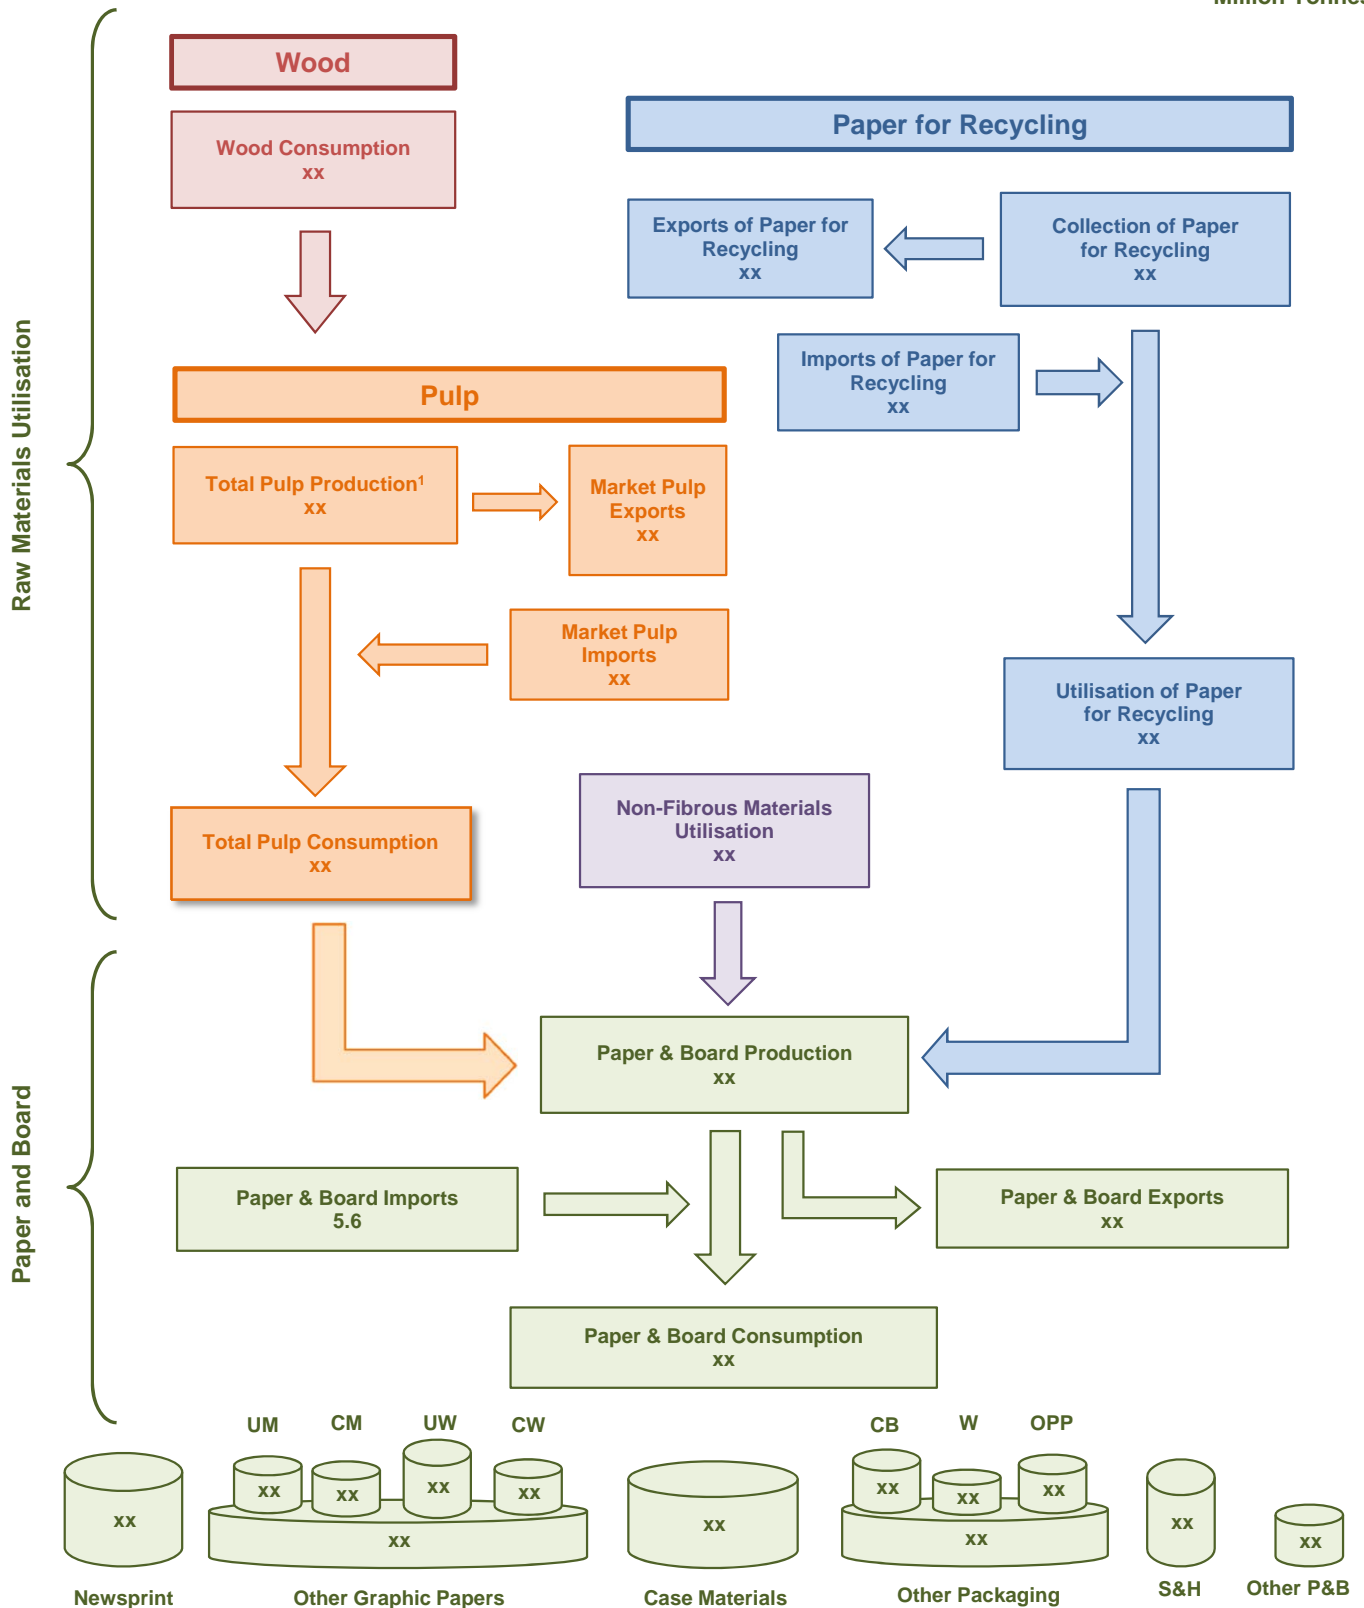 Million Tonnes
Wood
Wood Consumption
xx
Paper for Recycling
Exports of Paper for
Recycling
xx
Collection of Paper
for Recycling
xx
Imports of Paper for
Recycling
xx
Pulp
Total Pulp Production¹
xx
Market Pulp
Exports
xx
Market Pulp
Imports
xx
Utilisation of Paper
for Recycling
xx
Raw Materials Utilisation
Non-Fibrous Materials
Utilisation
xx
Total Pulp Consumption
xx
Paper & Board Production
xx
Paper and Board
Paper & Board Imports
5.6
Paper & Board Exports
xx
Paper & Board Consumption
xx
UM
CM
UW
CW
CB
W
OPP
xx
xx
xx
xx
xx
xx
xx
xx
xx
xx
xx
xx
xx
Newsprint
Other Graphic Papers
Case Materials
Other Packaging
S&H
Other P&B